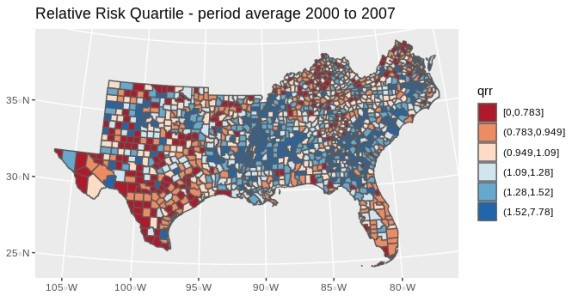 Relative Risk Quartile - period average 2000 to 2007
35°N
30°N
25°N
105°W
100°W
95°W
90°W
85°W
80°W
qrr
[0,0.783]
(0.783,0.949]
(0.949,1.09]
(1.09,1.28]
(1.28,1.52]
(1.52,7.78]